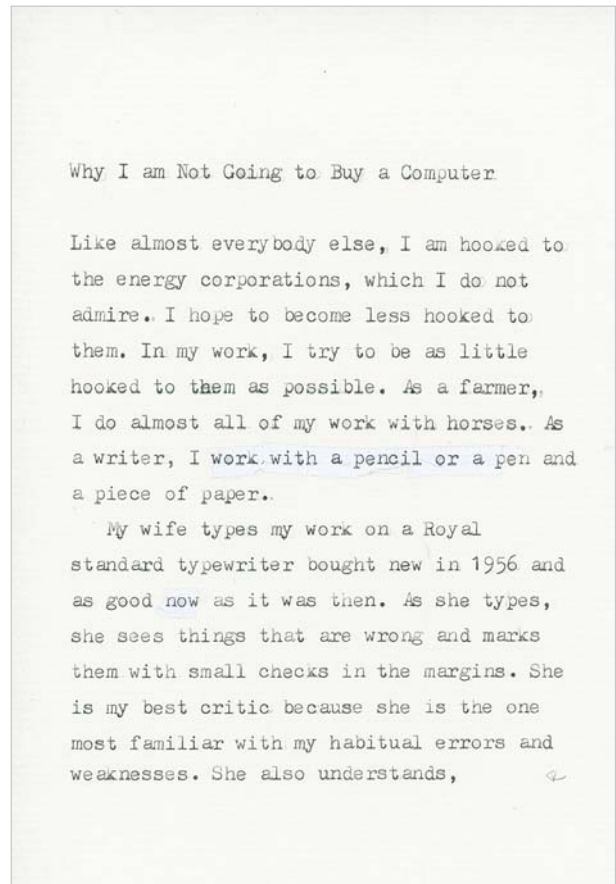 Why I am Not Going to Buy a Computer
Like almost everybody else, I am hooked to
the energy corporations, which I do not
admire. I hope to become less hooked to
them. In my work, I try to be as little
hooked to them as possible. As a farmer,
I do almost all of my work with horses. As
a writer, I work with a pencil or a pen and
a piece of paper.
My wife types my work on a Royal
standard typewriter bought new in 1956 and
as good now as it was then. As she types,
she sees things that are wrong and marks
them with small checks in the margins. She
is my best critic because she is the one
most familiar with my habitual errors and
weaknesses. She also understands,